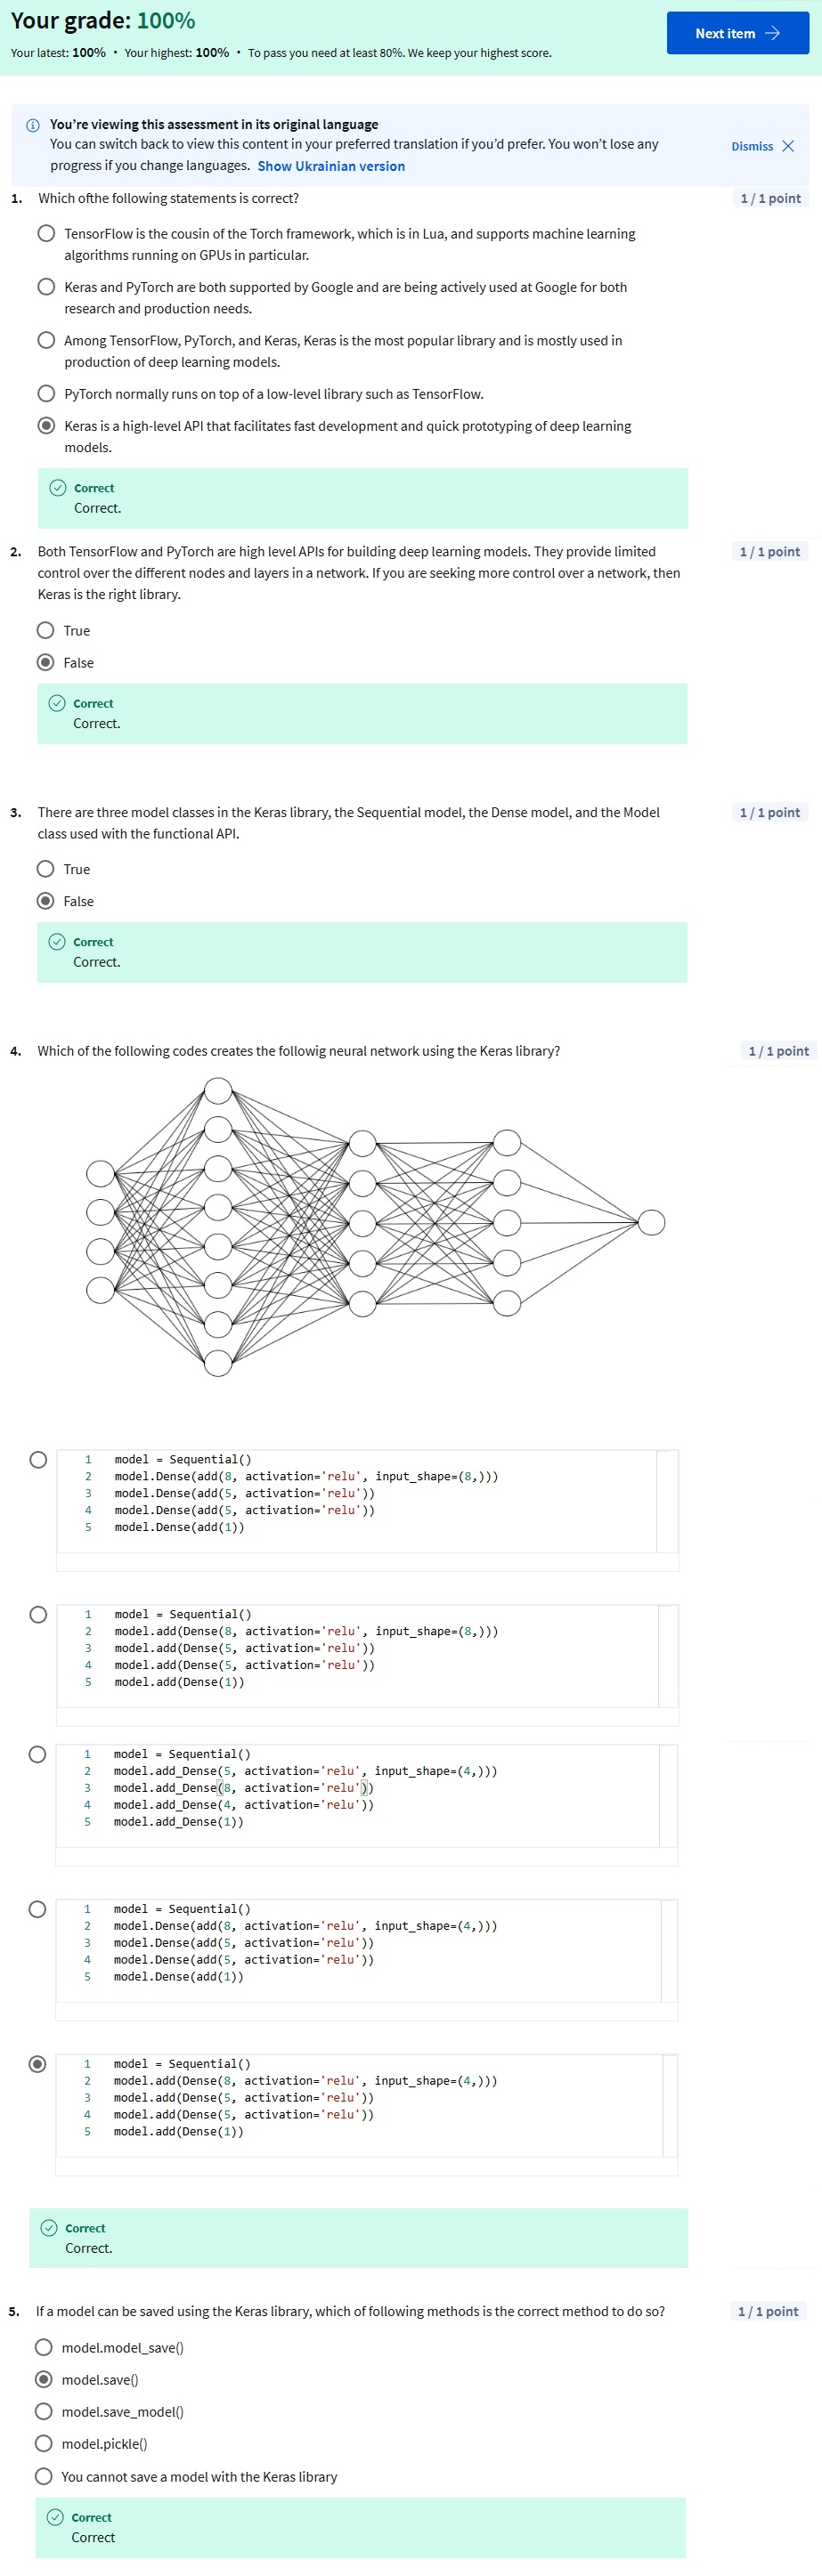 Your grade: 100%
Next item →
Your latest: 100% • Your highest: 100% • To pass you need at least 80%. We keep your highest score.
You're viewing this assessment in its original language
You can switch back to view this content in your preferred translation if you'd prefer. You won't lose any
progress if you change languages. Show Ukrainian version
Dismiss ×
1. Which ofthe following statements is correct?
1 / 1 point
TensorFlow is the cousin of the Torch framework, which is in Lua, and supports machine learning
algorithms running on GPUs in particular.
Keras and PyTorch are both supported by Google and are being actively used at Google for both
research and production needs.
Among TensorFlow, PyTorch, and Keras, Keras is the most popular library and is mostly used in
production of deep learning models.
PyTorch normally runs on top of a low-level library such as TensorFlow.
Keras is a high-level API that facilitates fast development and quick prototyping of deep learning
models.
Correct
Correct.
2. Both TensorFlow and PyTorch are high level APIs for building deep learning models. They provide limited
control over the different nodes and layers in a network. If you are seeking more control over a network, then
Keras is the right library.
1 / 1 point
True
False
Correct
Correct.
3. There are three model classes in the Keras library, the Sequential model, the Dense model, and the Model
class used with the functional API.
1 / 1 point
True
False
Correct
Correct.
4. Which of the following codes creates the followig neural network using the Keras library?
1 / 1 point
1 model = Sequential()
2 model.Dense(add(8, activation='relu', input_shape=(8,)))
3 model.Dense(add(5, activation='relu'))
4 model.Dense(add(5, activation='relu'))
5 model.Dense(add(1))
1 model = Sequential()
2 model.add(Dense(8, activation='relu', input_shape=(8,)))
3 model.add(Dense(5, activation='relu'))
4 model.add(Dense(5, activation='relu'))
5 model.add(Dense(1))
1 model = Sequential()
2 model.add_Dense(5, activation='relu', input_shape=(4,)))
3 model.add_Dense(8, activation='relu'))
4 model.add_Dense(4, activation='relu'))
5 model.add_Dense(1))
1 model = Sequential()
2 model.Dense(add(8, activation='relu', input_shape=(4,)))
3 model.Dense(add(5, activation='relu'))
4 model.Dense(add(5, activation='relu'))
5 model.Dense(add(1))
1 model = Sequential()
2 model.add(Dense(8, activation='relu', input_shape=(4,)))
3 model.add(Dense(5, activation='relu'))
4 model.add(Dense(5, activation='relu'))
5 model.add(Dense(1))
Correct
Correct.
5. If a model can be saved using the Keras library, which of following methods is the correct method to do so?
1 / 1 point
model.model_save()
model.save()
model.save_model()
model.pickle()
You cannot save a model with the Keras library
Correct
Correct